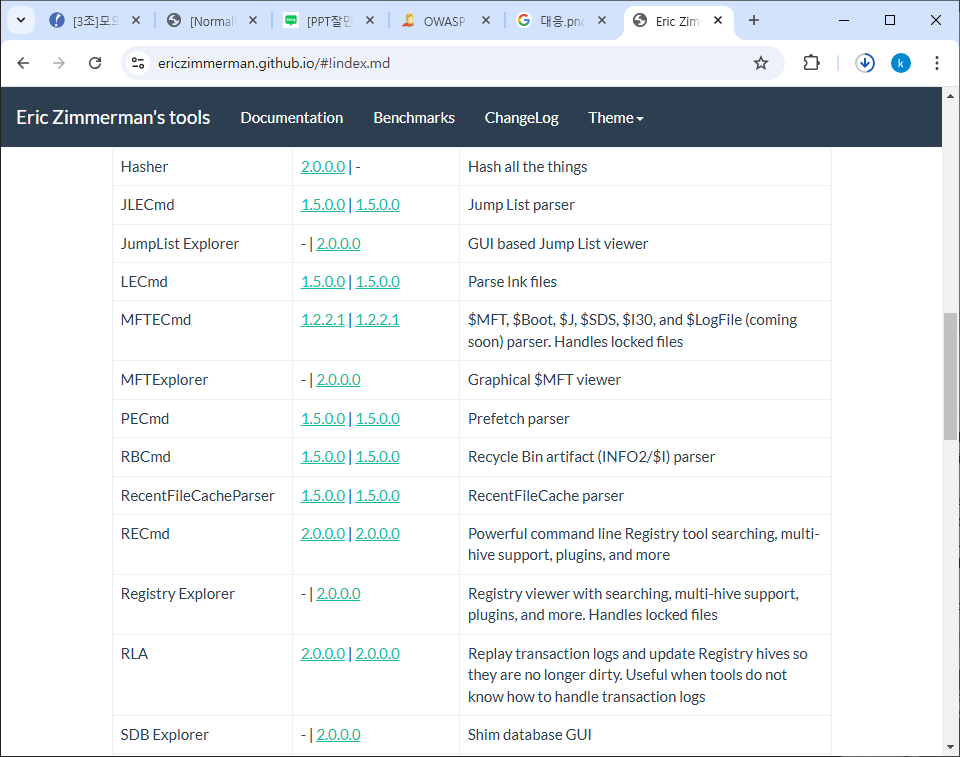 [3조]모의
[Normal
[PPT잘만
OWASP
대응.pnc
Eric Zim
ericzimmerman.github.io/#!index.md
k
Eric Zimmerman's tools Documentation Benchmarks ChangeLog Theme
Hasher 2.0.0.0 | - Hash all the things
JLECmd 1.5.0.0 | 1.5.0.0 Jump List parser
JumpList Explorer - | 2.0.0.0 GUI based Jump List viewer
LECmd 1.5.0.0 | 1.5.0.0 Parse lnk files
MFTECmd 1.2.2.1 | 1.2.2.1 $MFT, $Boot, $J, $SDS, $I30, and $LogFile (coming
soon) parser. Handles locked files
MFTExplorer - | 2.0.0.0 Graphical $MFT viewer
PECmd 1.5.0.0 | 1.5.0.0 Prefetch parser
RBCmd 1.5.0.0 | 1.5.0.0 Recycle Bin artifact (INFO2/$I) parser
RecentFileCacheParser 1.5.0.0 | 1.5.0.0 RecentFileCache parser
RECmd 2.0.0.0 | 2.0.0.0 Powerful command line Registry tool searching, multi-
hive support, plugins, and more
Registry Explorer - | 2.0.0.0 Registry viewer with searching, multi-hive support,
plugins, and more. Handles locked files
RLA 2.0.0.0 | 2.0.0.0 Replay transaction logs and update Registry hives so
they are no longer dirty. Useful when tools do not
know how to handle transaction logs
SDB Explorer - | 2.0.0.0 Shim database GUI